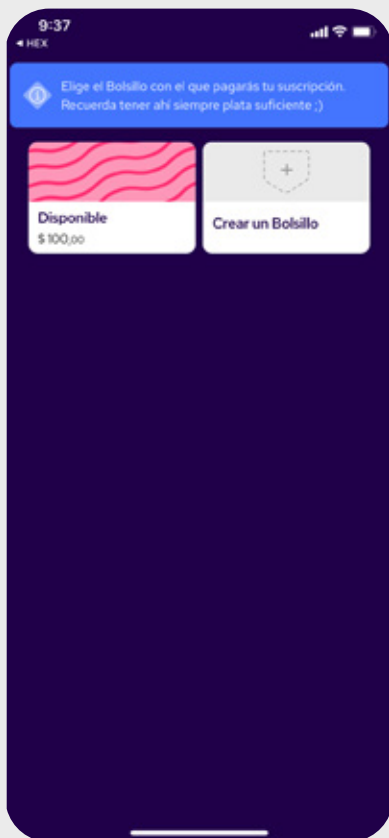 9:37
◀ HEX
Elige el Bolsillo con el que pagarás tu suscripción.
Recuerda tener ahí siempre plata suficiente ;)
Disponible
$ 100,00
Crear un Bolsillo